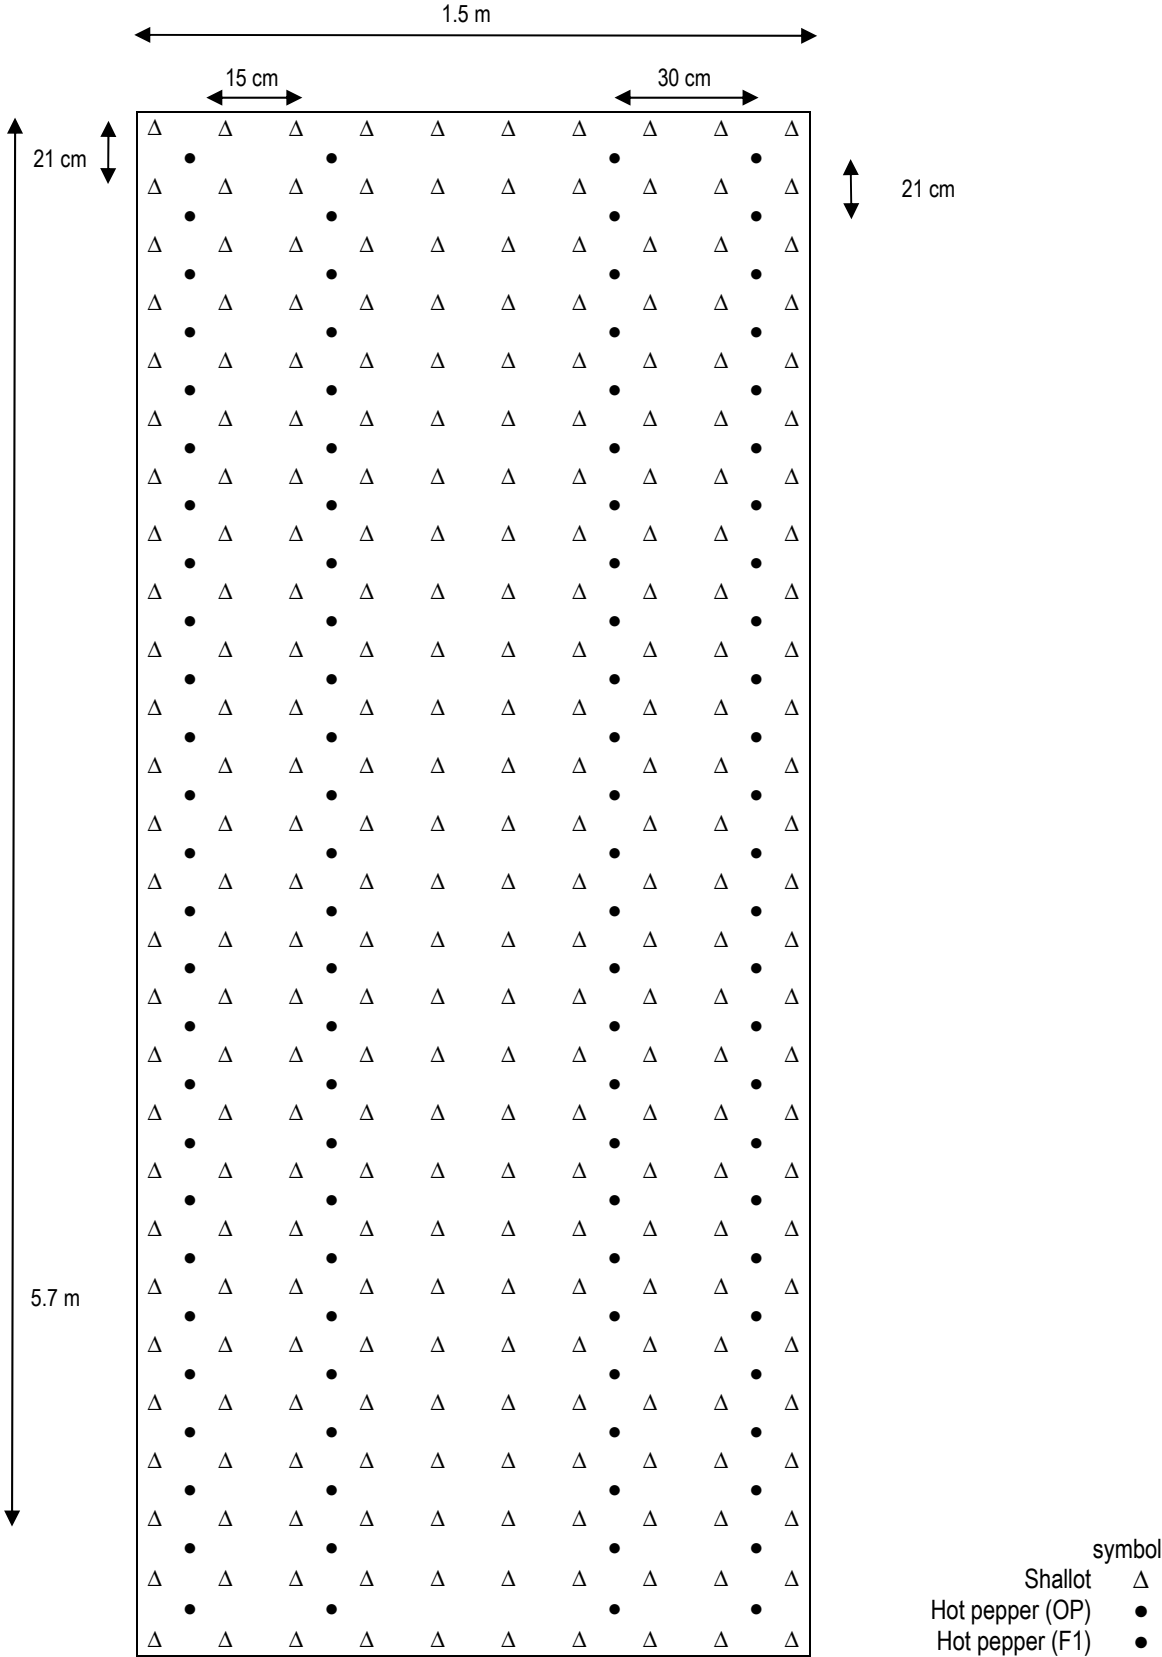 1.5 m
15 cm
30 cm
21 cm
21 cm
5.7 m
symbol
Shallot Δ
Hot pepper (OP) ●
Hot pepper (F1) ●